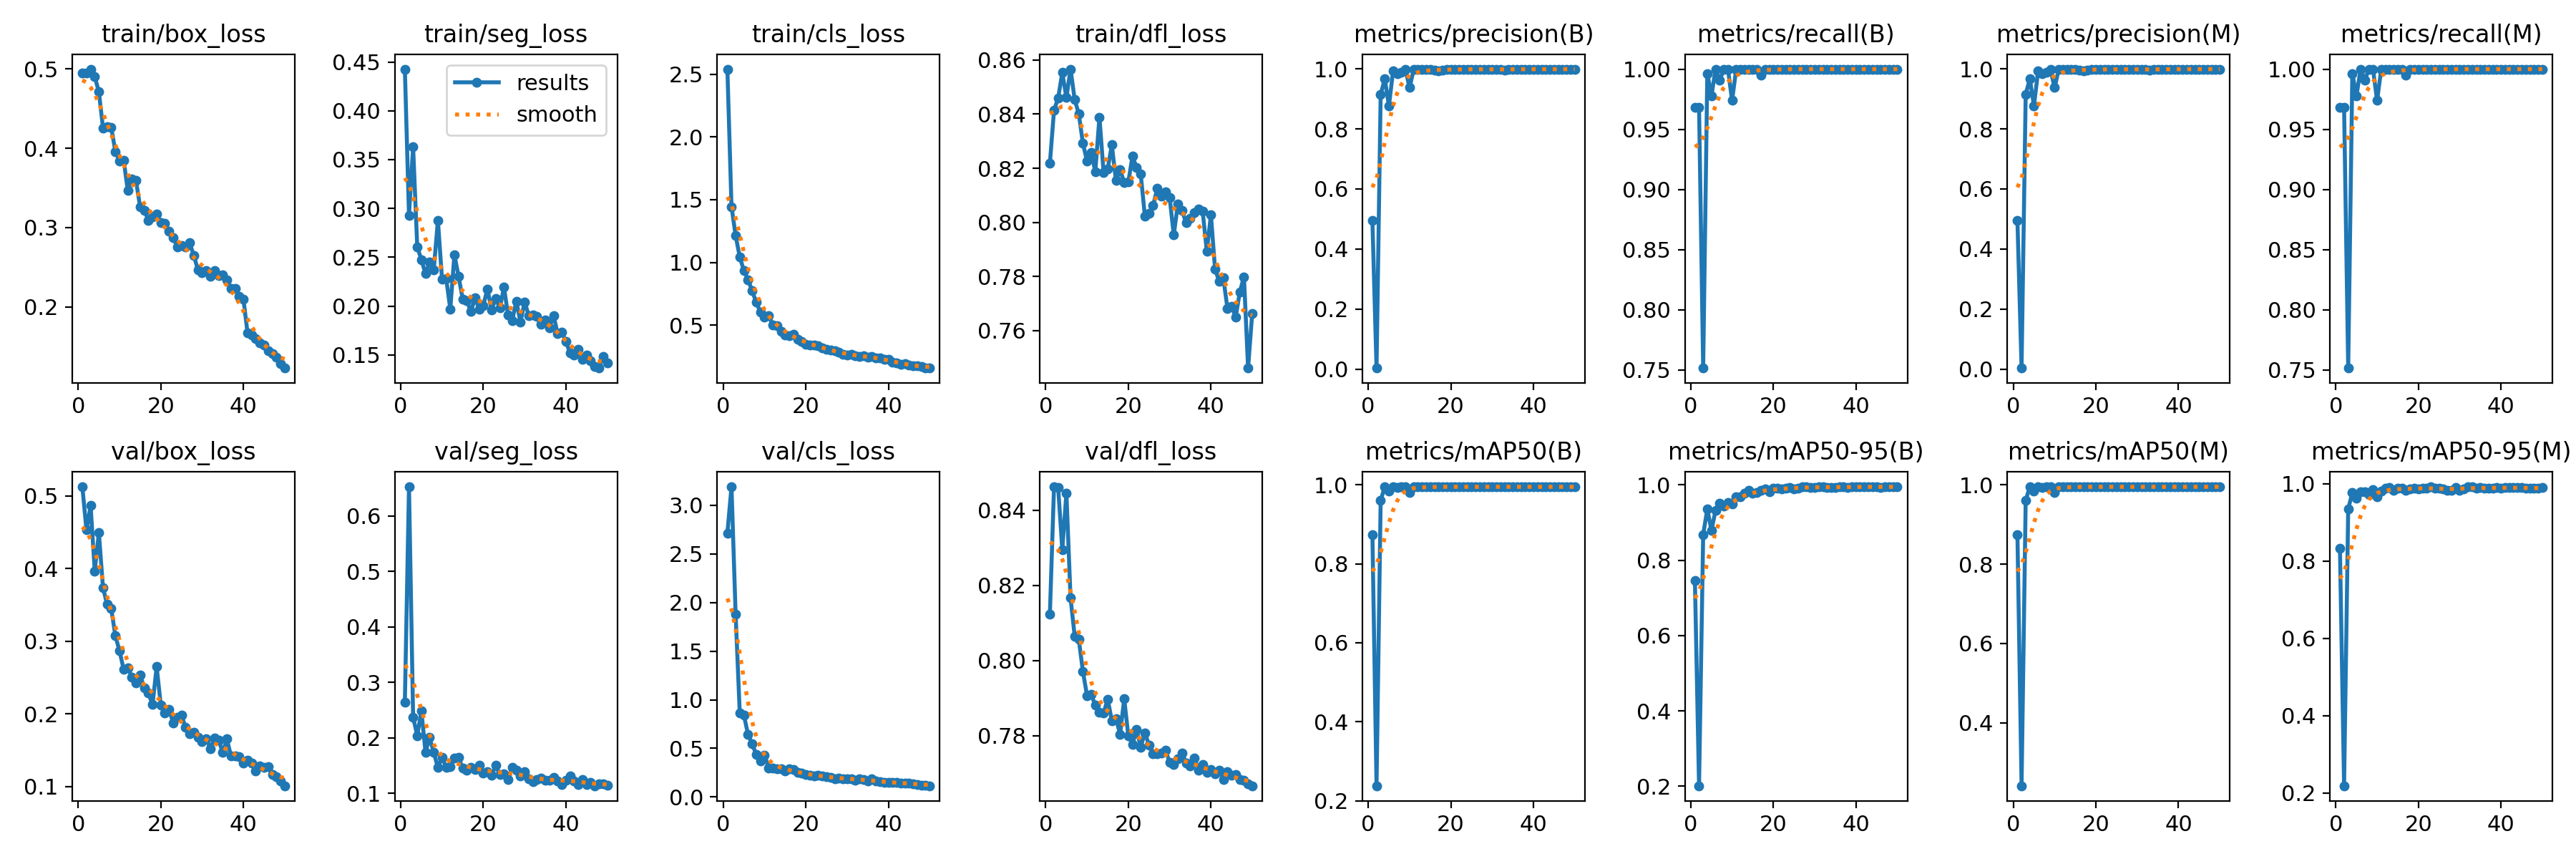 train/box_loss
train/seg_loss
train/cls_loss
train/dfl_loss
metrics/precision(B)
metrics/recall(B)
metrics/precision(M)
metrics/recall(M)
0.5
0.4
0.3
0.2
0 20 40
0.45
0.40
0.35
0.30
0.25
0.20
0.15
results
smooth
0 20 40
2.5
2.0
1.5
1.0
0.5
0 20 40
0.86
0.84
0.82
0.80
0.78
0.76
0 20 40
1.0
0.8
0.6
0.4
0.2
0.0
0 20 40
1.00
0.95
0.90
0.85
0.80
0.75
0 20 40
1.0
0.8
0.6
0.4
0.2
0.0
0 20 40
1.00
0.95
0.90
0.85
0.80
0.75
0 20 40
val/box_loss
val/seg_loss
val/cls_loss
val/dfl_loss
metrics/mAP50(B)
metrics/mAP50-95(B)
metrics/mAP50(M)
metrics/mAP50-95(M)
0.5
0.4
0.3
0.2
0.1
0 20 40
0.6
0.5
0.4
0.3
0.2
0.1
0 20 40
3.0
2.5
2.0
1.5
1.0
0.5
0.0
0 20 40
0.84
0.82
0.80
0.78
0 20 40
1.0
0.8
0.6
0.4
0.2
0 20 40
1.0
0.8
0.6
0.4
0.2
0 20 40
1.0
0.8
0.6
0.4
0 20 40
1.0
0.8
0.6
0.4
0.2
0 20 40